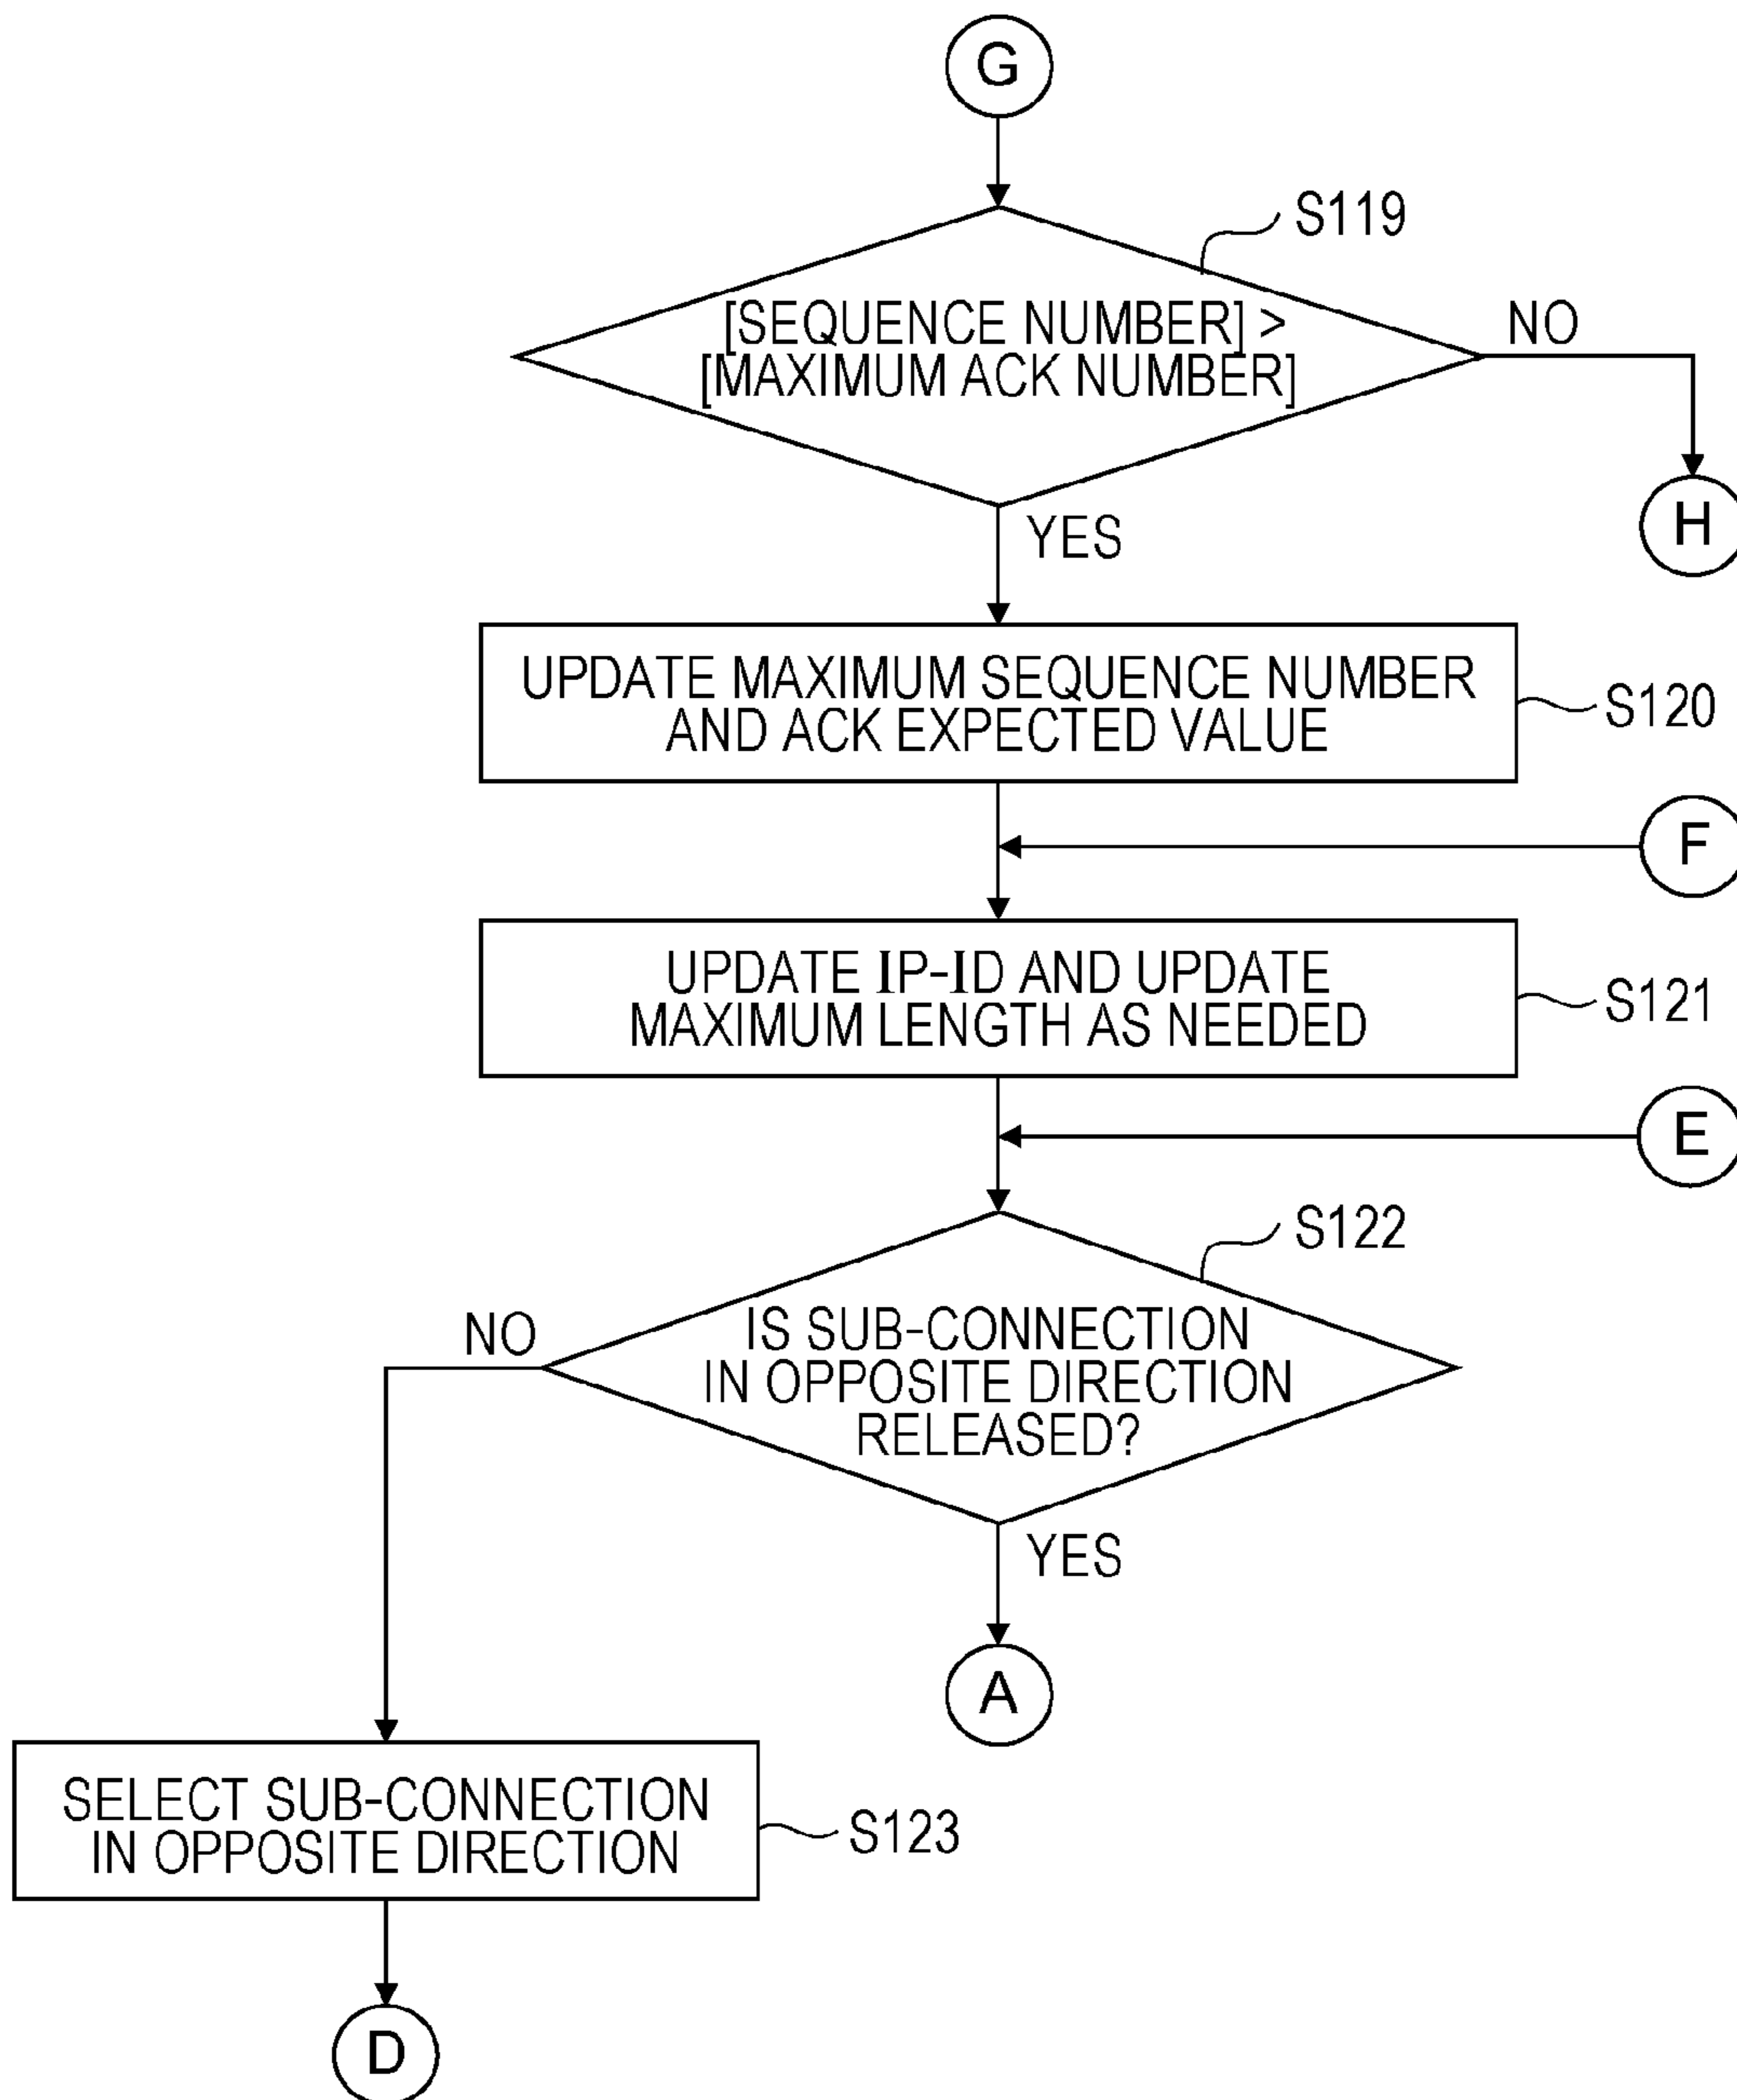 G
S119
[SEQUENCE NUMBER] >
[MAXIMUM ACK NUMBER]
NO
H
YES
UPDATE MAXIMUM SEQUENCE NUMBER
AND ACK EXPECTED VALUE
S120
F
UPDATE IP-ID AND UPDATE
MAXIMUM LENGTH AS NEEDED
S121
E
S122
NO
IS SUB-CONNECTION
IN OPPOSITE DIRECTION
RELEASED?
YES
A
SELECT SUB-CONNECTION
IN OPPOSITE DIRECTION
S123
D